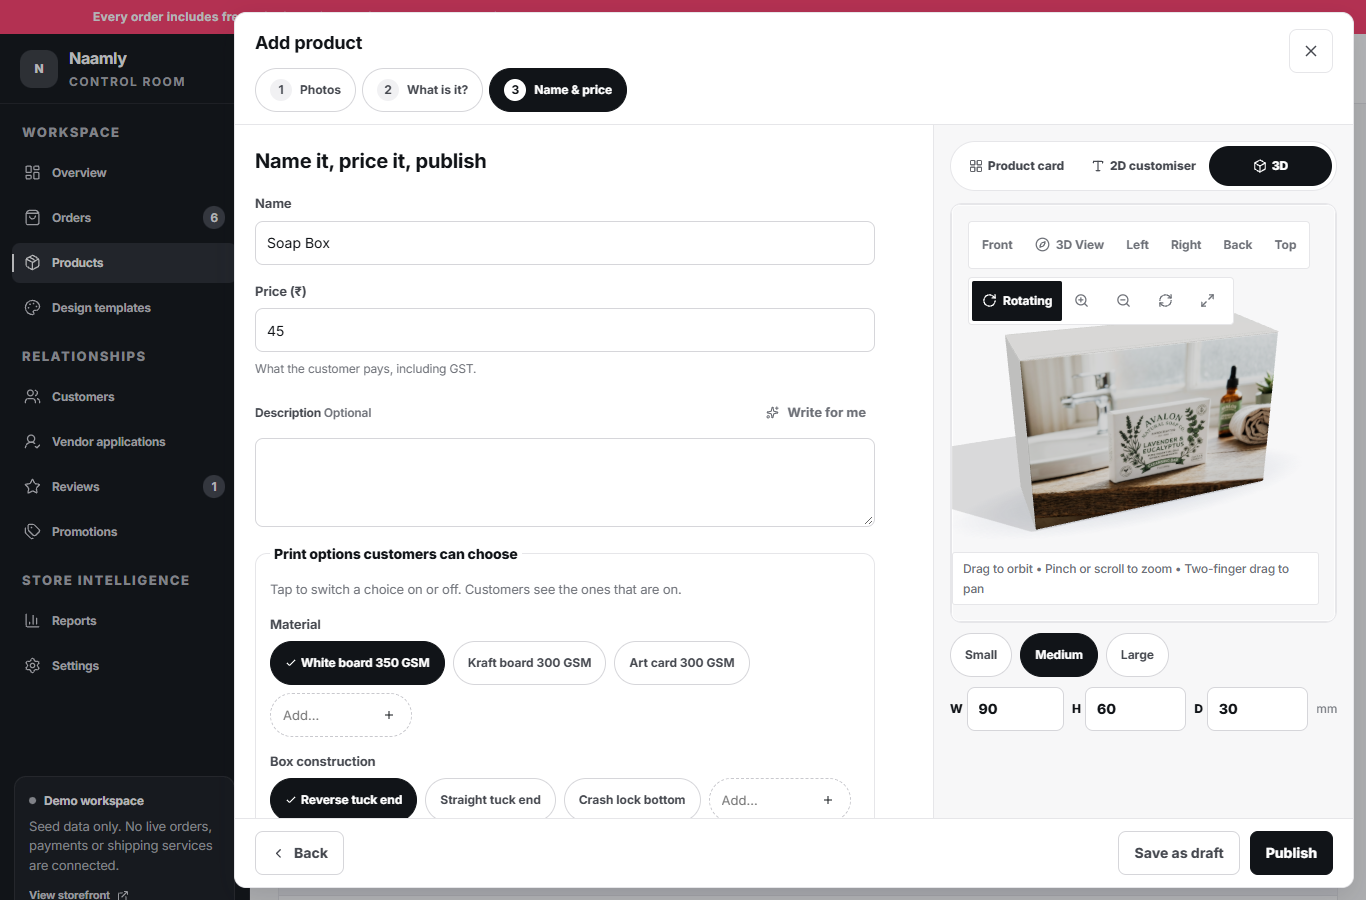 Every order includes fre
N
Naamly
CONTROL ROOM
WORKSPACE
Overview
Orders
6
Products
Design templates
RELATIONSHIPS
Customers
Vendor applications
Reviews
1
Promotions
STORE INTELLIGENCE
Reports
Settings
Demo workspace
Seed data only. No live orders,
payments or shipping services
are connected.
View storefront
Add product
1 Photos
2 What is it?
3 Name & price
Name it, price it, publish
Name
Soap Box
Price (₹)
45
What the customer pays, including GST.
Description Optional
Write for me
Print options customers can choose
Tap to switch a choice on or off. Customers see the ones that are on.
Material
White board 350 GSM
Kraft board 300 GSM
Art card 300 GSM
Add...
Box construction
Reverse tuck end
Straight tuck end
Crash lock bottom
Add...
Back
Save as draft
Publish
Product card
2D customiser
3D
Front
3D View
Left
Right
Back
Top
Rotating
AVALON
NATURAL SOAP CO
LAVENDER &
EUCALYPTUS
Drag to orbit • Pinch or scroll to zoom • Two-finger drag to
pan
Small
Medium
Large
W 90 H 60 D 30 mm